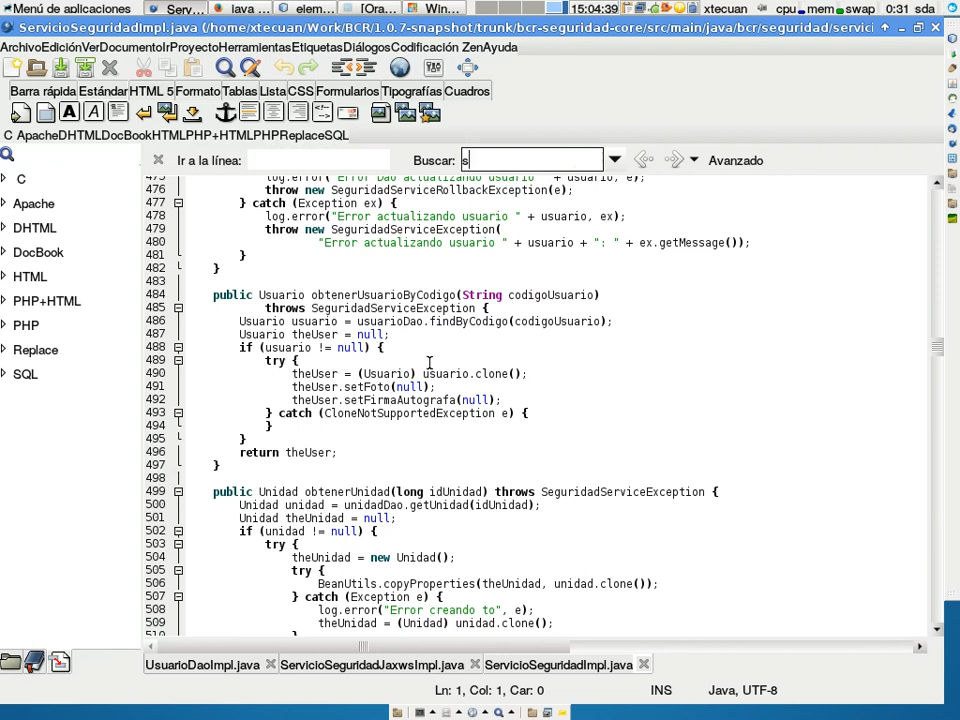 Menú de aplicaciones
Serv...
java ...
elem...
[Ora...
Win...
15:04:39
xtecuan
cpu
mem
swap
0:31
sda
ServicioSeguridadImpl.java (/home/xtecuan/Work/BCR/1.0.7-snapshot/trunk/bcr-seguridad-core/src/main/java/bcr/seguridad/servici
ArchivoEdiciónVerDocumentoIrProyectoHerramientasEtiquetasDiálogosCodificación ZenAyuda
Barra rápida Estándar HTML 5 Formato Tablas Lista CSS Formularios Tipografías Cuadros
C ApacheDHTMLDocBookHTMLPHP+HTMLPHPReplaceSQL
Ir a la línea:
Buscar: s
Avanzado
C
Apache
DHTML
DocBook
HTML
PHP+HTML
PHP
Replace
SQL
475 log.error("Error Dao actualizando usuario " + usuario, e);
476 throw new SeguridadServiceRollbackException(e);
477 } catch (Exception ex) {
478 log.error("Error actualizando usuario " + usuario, ex);
479 throw new SeguridadServiceException(
480 "Error actualizando usuario " + usuario + ": " + ex.getMessage());
481 }
482 }
483
484 public Usuario obtenerUsuarioByCodigo(String codigoUsuario)
485 throws SeguridadServiceException {
486 Usuario usuario = usuarioDao.findByCodigo(codigoUsuario);
487 Usuario theUser = null;
488 if (usuario != null) {
489 try {
490 theUser = (Usuario) usuario.clone();
491 theUser.setFoto(null);
492 theUser.setFirmaAutografa(null);
493 } catch (CloneNotSupportedException e) {
494 }
495 }
496 return theUser;
497 }
498
499 public Unidad obtenerUnidad(long idUnidad) throws SeguridadServiceException {
500 Unidad unidad = unidadDao.getUnidad(idUnidad);
501 Unidad theUnidad = null;
502 if (unidad != null) {
503 try {
504 theUnidad = new Unidad();
505 try {
506 BeanUtils.copyProperties(theUnidad, unidad.clone());
507 } catch (Exception e) {
508 log.error("Error creando to", e);
509 theUnidad = (Unidad) unidad.clone();
510 }
UsuarioDaoImpl.java
ServicioSeguridadJaxwsImpl.java
ServicioSeguridadImpl.java
Ln: 1, Col: 1, Car: 0
INS
Java, UTF-8